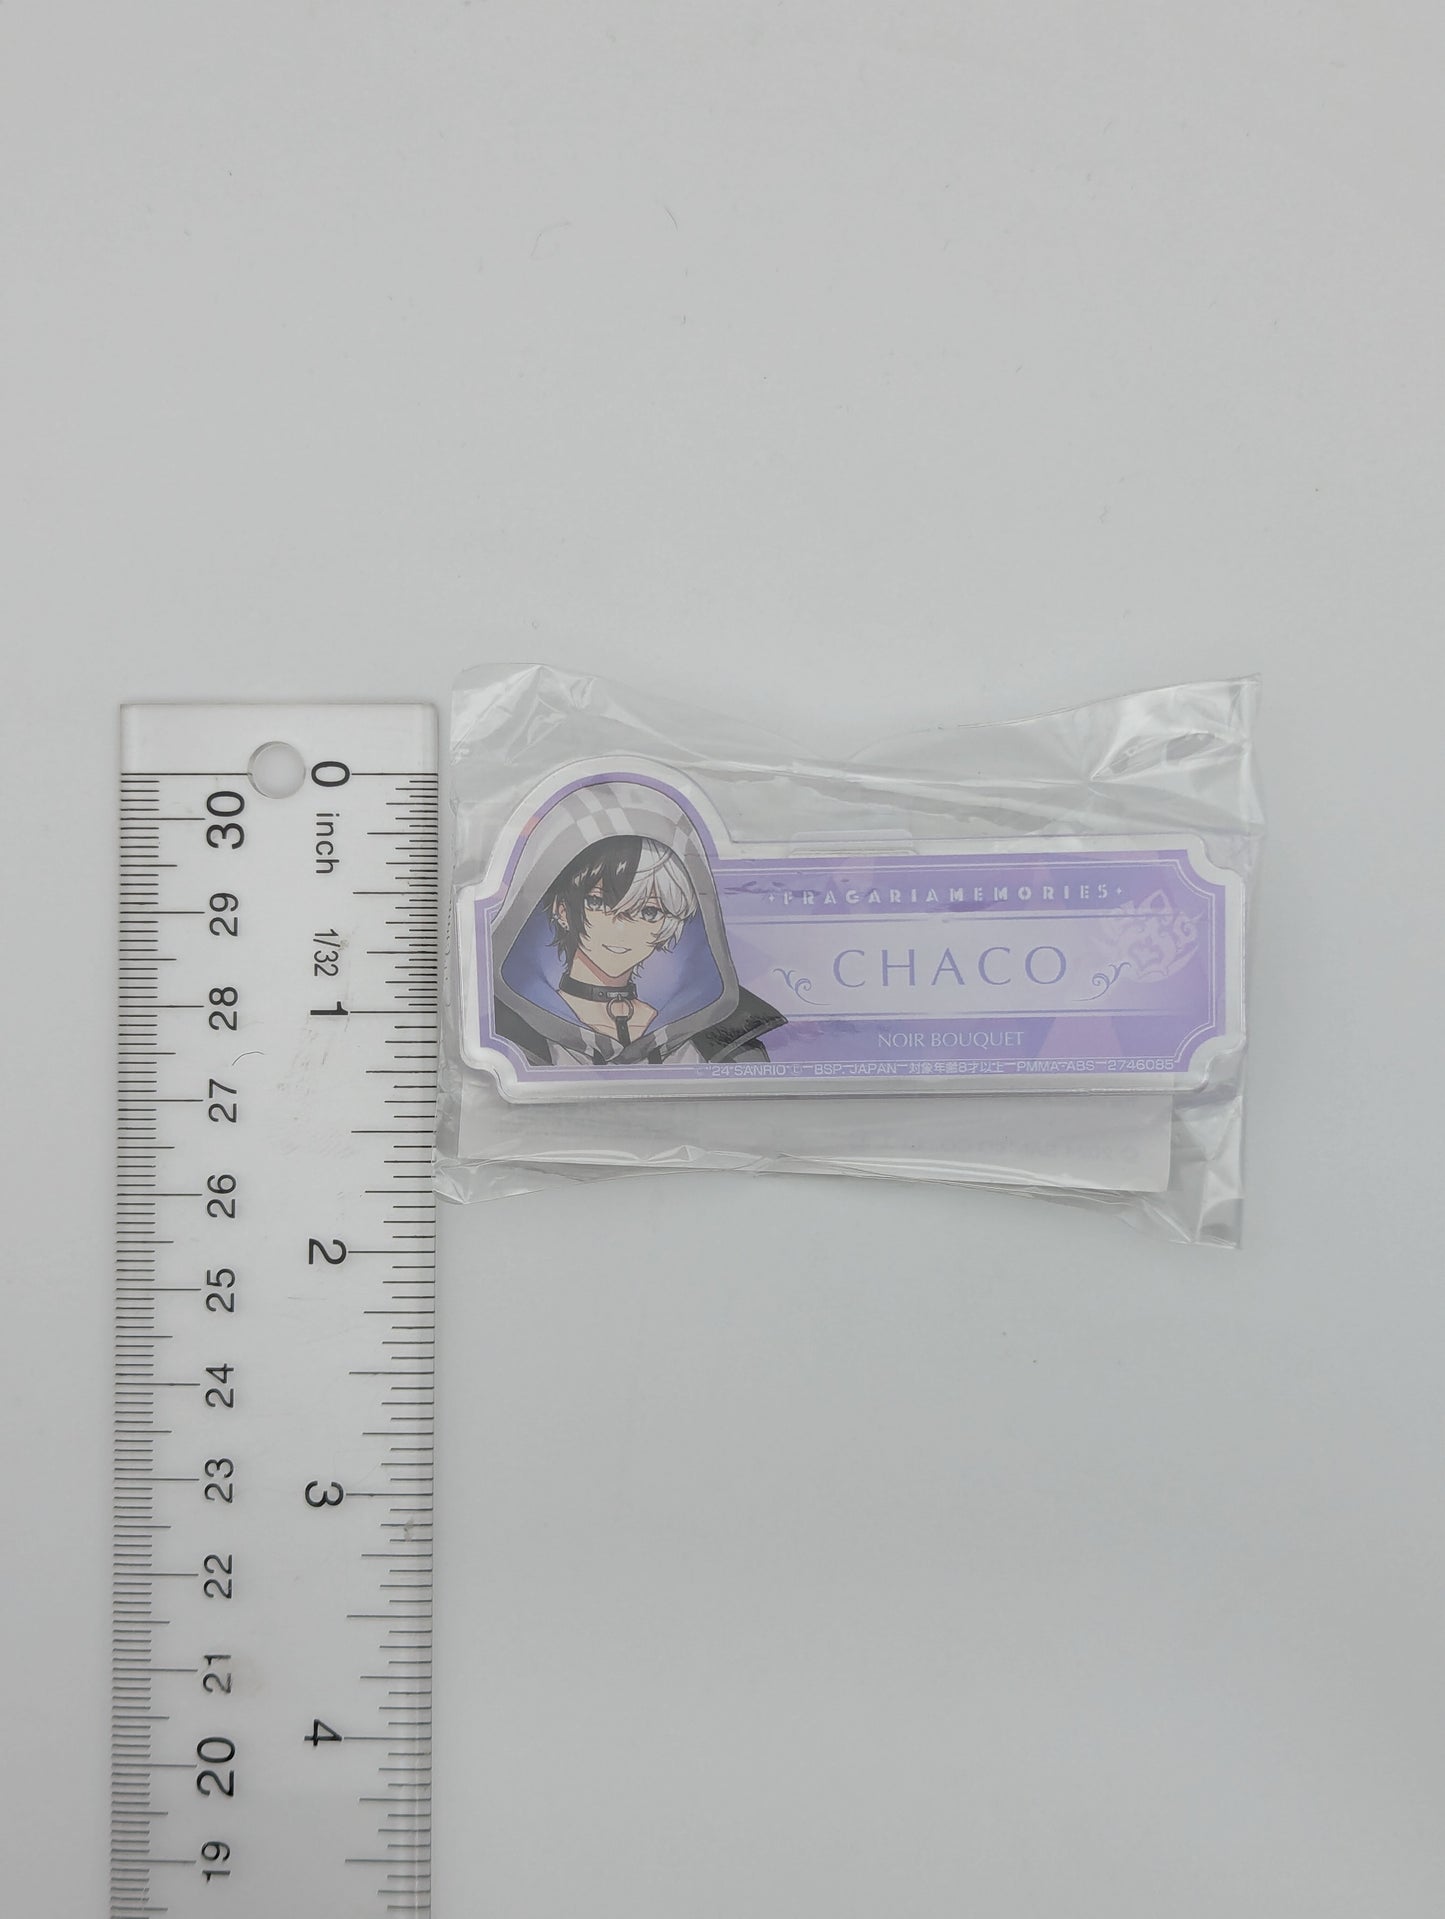 0 inch 1/32 1 2 3 4
30 29 28 27 26 25 24 23 22 21 20 19
FRAGARIAMEMORIES
CHACO
NOIR BOUQUET
© '24 SANRIO Ⓛ BSP. JAPAN 対象年齢8才以上 PMMA·ABS 2746085